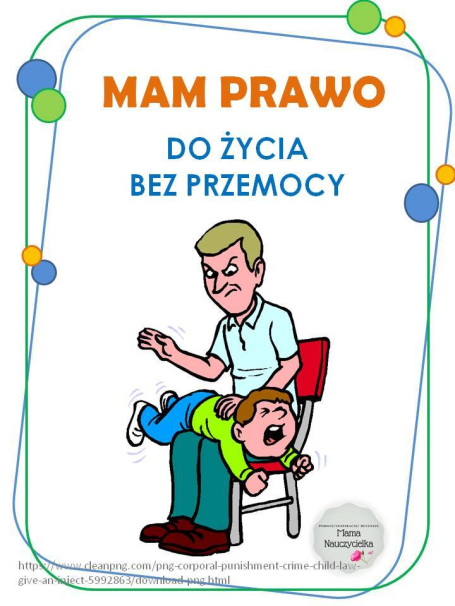 MAM PRAWO
DO ŻYCIA
BEZ PRZEMOCY
Mama
Nauczycielka
https://www.cleanpng.com/png-corporal-punishment-crime-child-law-
give-an-inject-5992863/download-png.html